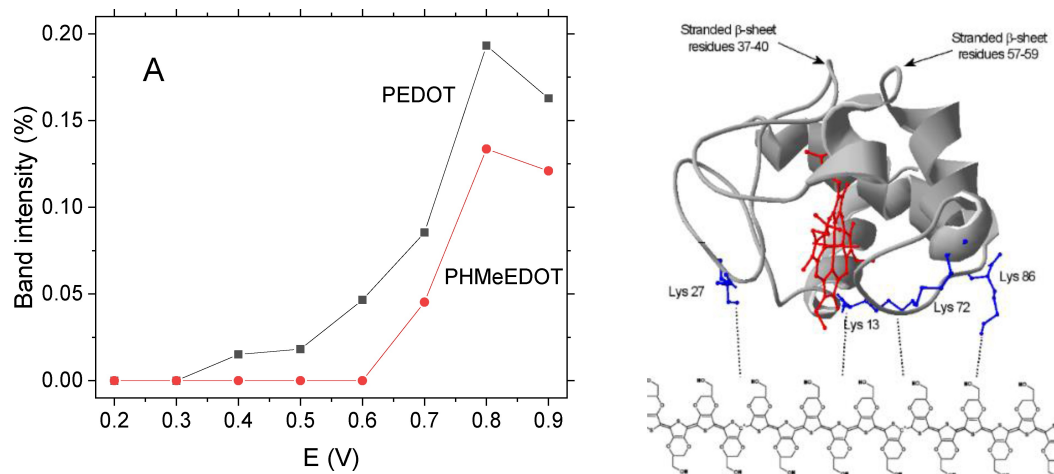 A
PEDOT
PHMeEDOT
Band intensity (%)
0.20
0.15
0.10
0.05
0.00
0.2 0.3 0.4 0.5 0.6 0.7 0.8 0.9
E (V)
Stranded β-sheet
residues 37-40
Stranded β-sheet
residues 57-59
Lys 27
Lys 13
Lys 72
Lys 86